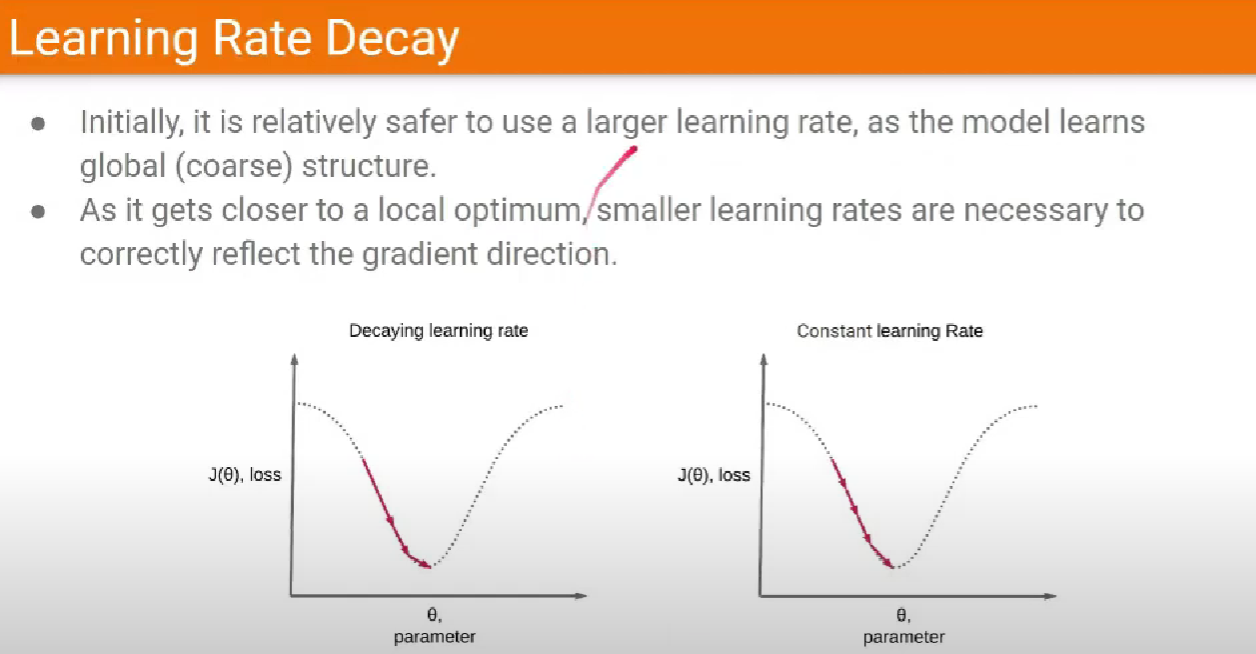 Learning Rate Decay
● Initially, it is relatively safer to use a larger learning rate, as the model learns
global (coarse) structure.
● As it gets closer to a local optimum, smaller learning rates are necessary to
correctly reflect the gradient direction.
Decaying learning rate
J(θ), loss
θ,
parameter
Constant learning Rate
J(θ), loss
θ,
parameter